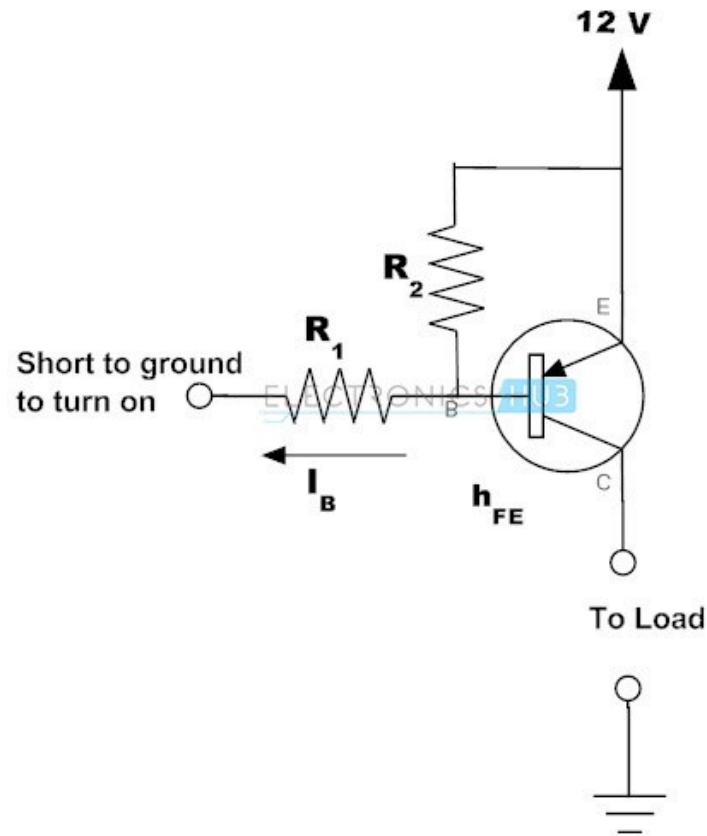 12 V
R2
E
R1
Short to ground
to turn on
ELECTRONICS HUB
B
IB
hFE
C
To Load